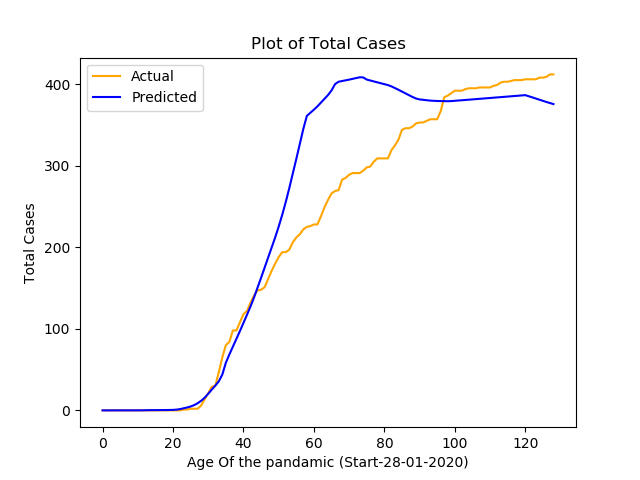 Plot of Total Cases
Actual
Predicted
Total Cases
400
300
200
100
0
0 20 40 60 80 100 120
Age Of the pandamic (Start-28-01-2020)